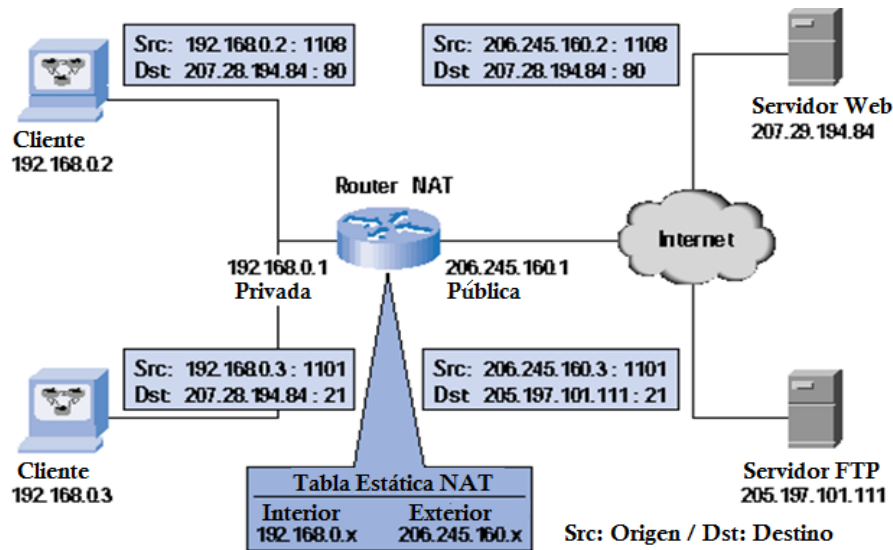 Src: 192.168.0.2 : 1108
Dst: 207.28.194.84 : 80
Src: 206.245.160.2 : 1108
Dst: 207.28.194.84 : 80
Cliente
192.168.0.2
Servidor Web
207.29.194.84
Router NAT
Internet
192.168.0.1
Privada
206.245.160.1
Pública
Src: 192.168.0.3 : 1101
Dst: 207.28.194.84 : 21
Src: 206.245.160.3 : 1101
Dst: 205.197.101.111 : 21
Cliente
192.168.0.3
Servidor FTP
205.197.101.111
Tabla Estática NAT
Interior Exterior
192.168.0.x 206.245.160.x
Src: Origen / Dst: Destino